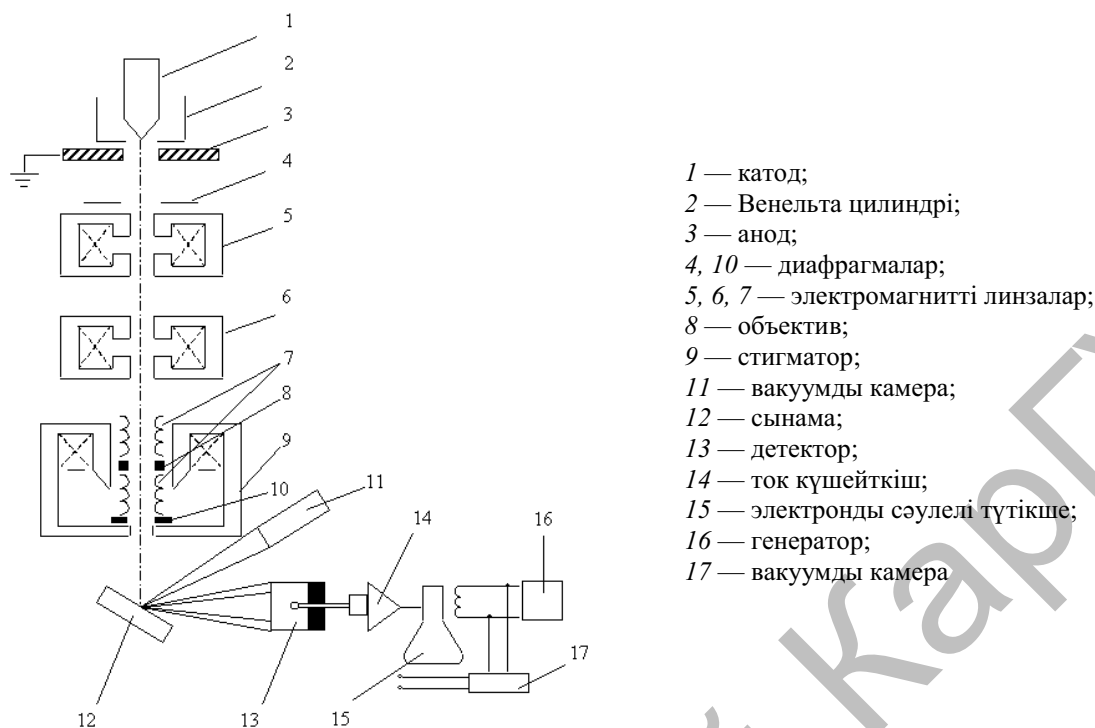 1
2
3
4
5
6
7
8
9
10
11
14
16
12
13
15
17
1 — катод;
2 — Венельта цилиндрі;
3 — анод;
4, 10 — диафрагмалар;
5, 6, 7 — электромагнитті линзалар;
8 — объектив;
9 — стигматор;
11 — вакуумды камера;
12 — сынама;
13 — детектор;
14 — ток күшейткіш;
15 — электронды сәулелі түтікше;
16 — генератор;
17 — вакуумды камера